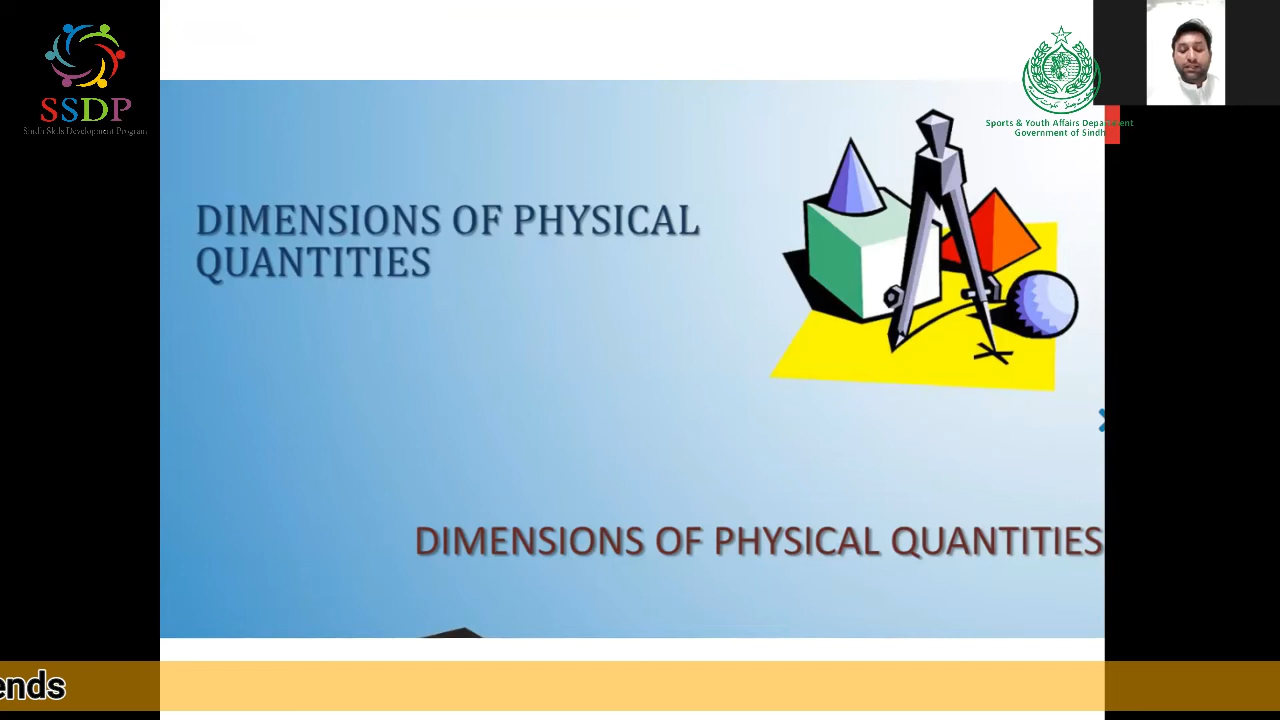 SSDP
Sindh Skills Development Program
Sports & Youth Affairs Department
Government of Sindh
DIMENSIONS OF PHYSICAL
QUANTITIES
DIMENSIONS OF PHYSICAL QUANTITIES
ends